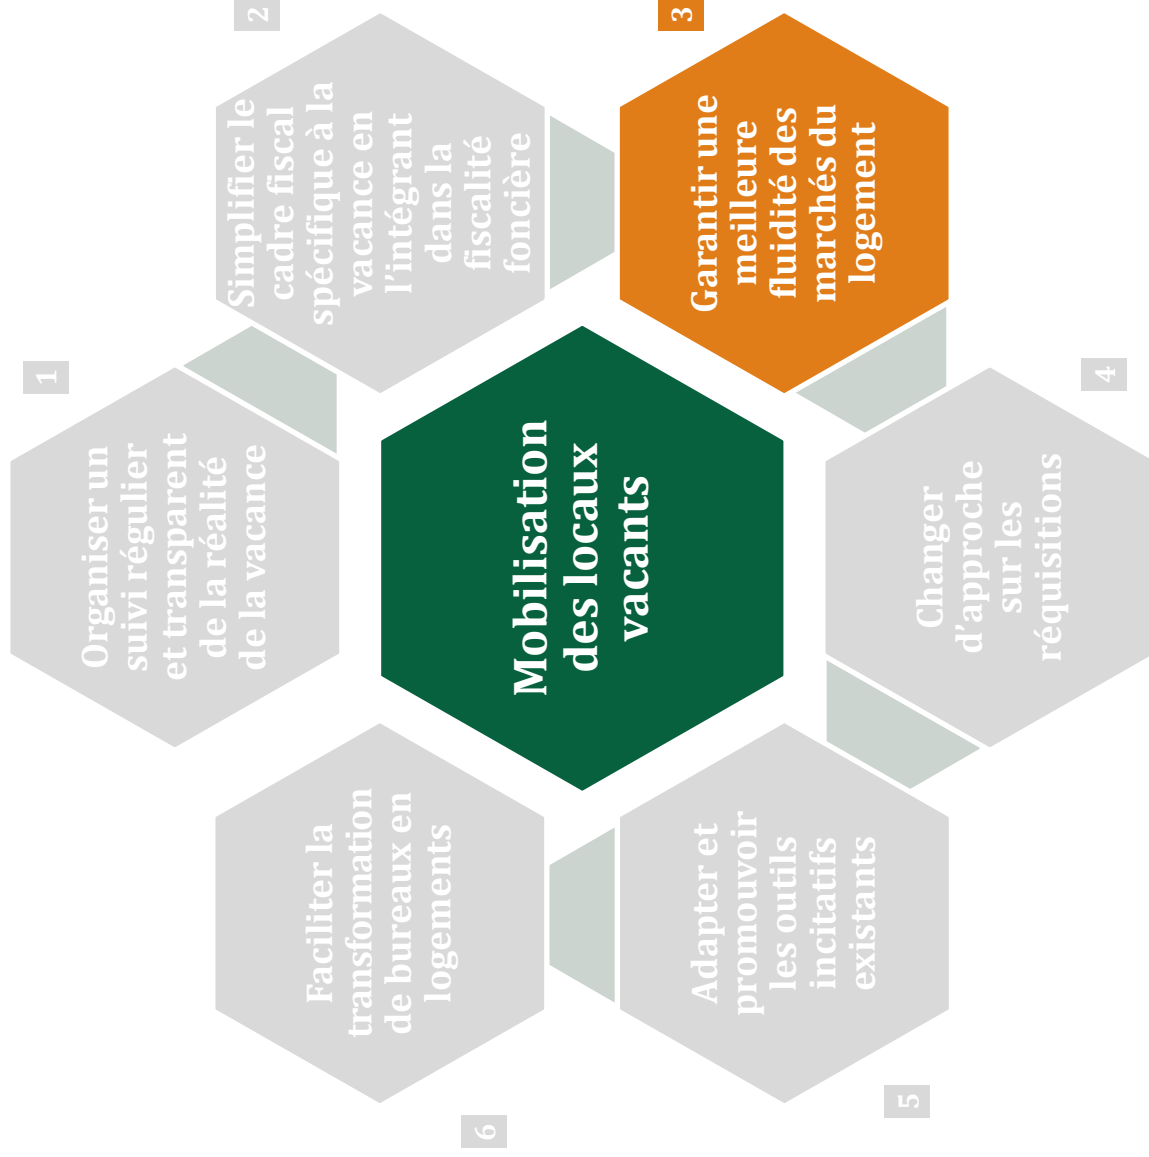 1
Organiser un
suivi régulier
et transparent
de la réalité
de la vacance
2
Simplifier le
cadre fiscal
spécifique à la
vacance en
l’intégrant
dans la
fiscalité
foncière
3
Garantir une
meilleure
fluidité des
marchés du
logement
4
Changer
d’approche
sur les
réquisitions
5
Adapter et
promouvoir
les outils
incitatifs
existants
6
Faciliter la
transformation
de bureaux en
logements
Mobilisation
des locaux
vacants